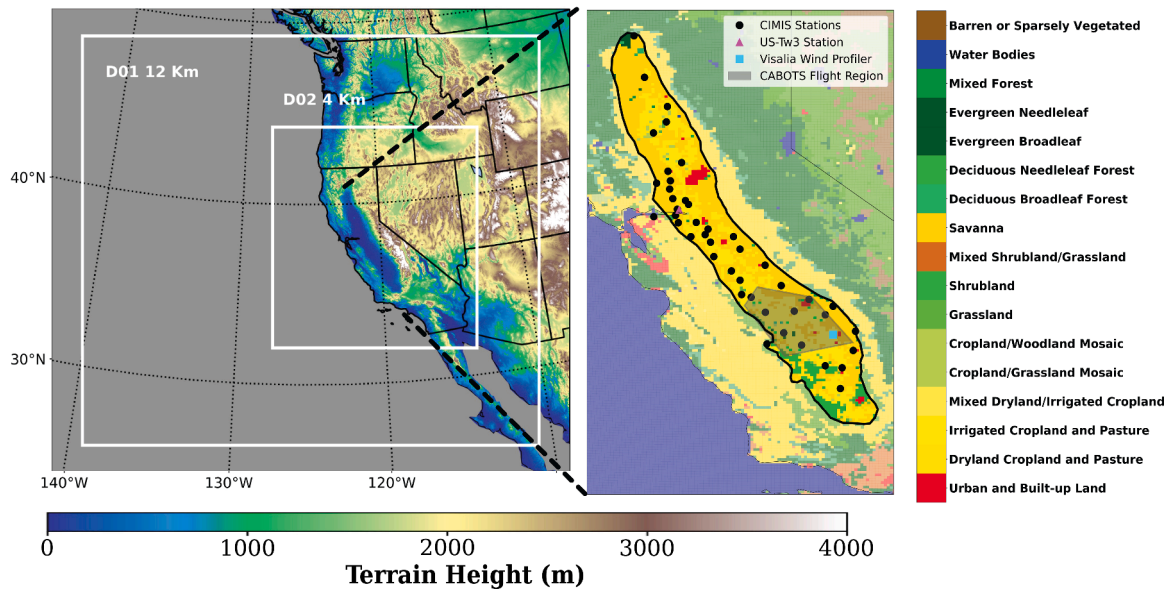 D01 12 Km
D02 4 Km
40°N
30°N
140°W
130°W
120°W
CIMIS Stations
US-Tw3 Station
Visalia Wind Profiler
CABOTS Flight Region
Barren or Sparsely Vegetated
Water Bodies
Mixed Forest
Evergreen Needleleaf
Evergreen Broadleaf
Deciduous Needleleaf Forest
Deciduous Broadleaf Forest
Savanna
Mixed Shrubland/Grassland
Shrubland
Grassland
Cropland/Woodland Mosaic
Cropland/Grassland Mosaic
Mixed Dryland/Irrigated Cropland
Irrigated Cropland and Pasture
Dryland Cropland and Pasture
Urban and Built-up Land
0
1000
2000
3000
4000
Terrain Height (m)